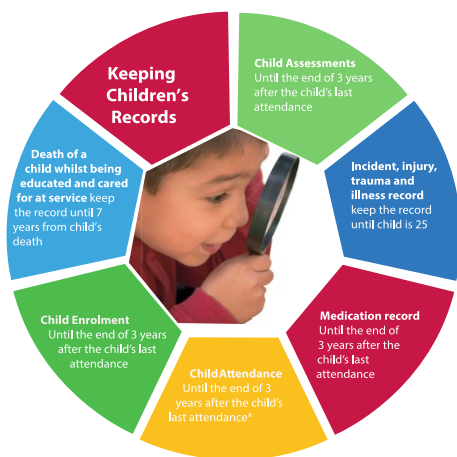 Keeping
Children's
Records
Child Assessments
Until the end of 3 years
after the child's last
attendance
Incident, injury,
trauma and
illness record
keep the record
until child is 25
Medication record
Until the end of
3 years after the
child's last
attendance
Child Attendance
Until the end of 3
years after the child's
last attendance*
Child Enrolment
Until the end of 3 years
after the child's last
attendance
Death of a
child whilst being
educated and cared
for at service keep
the record until 7
years from child's
death